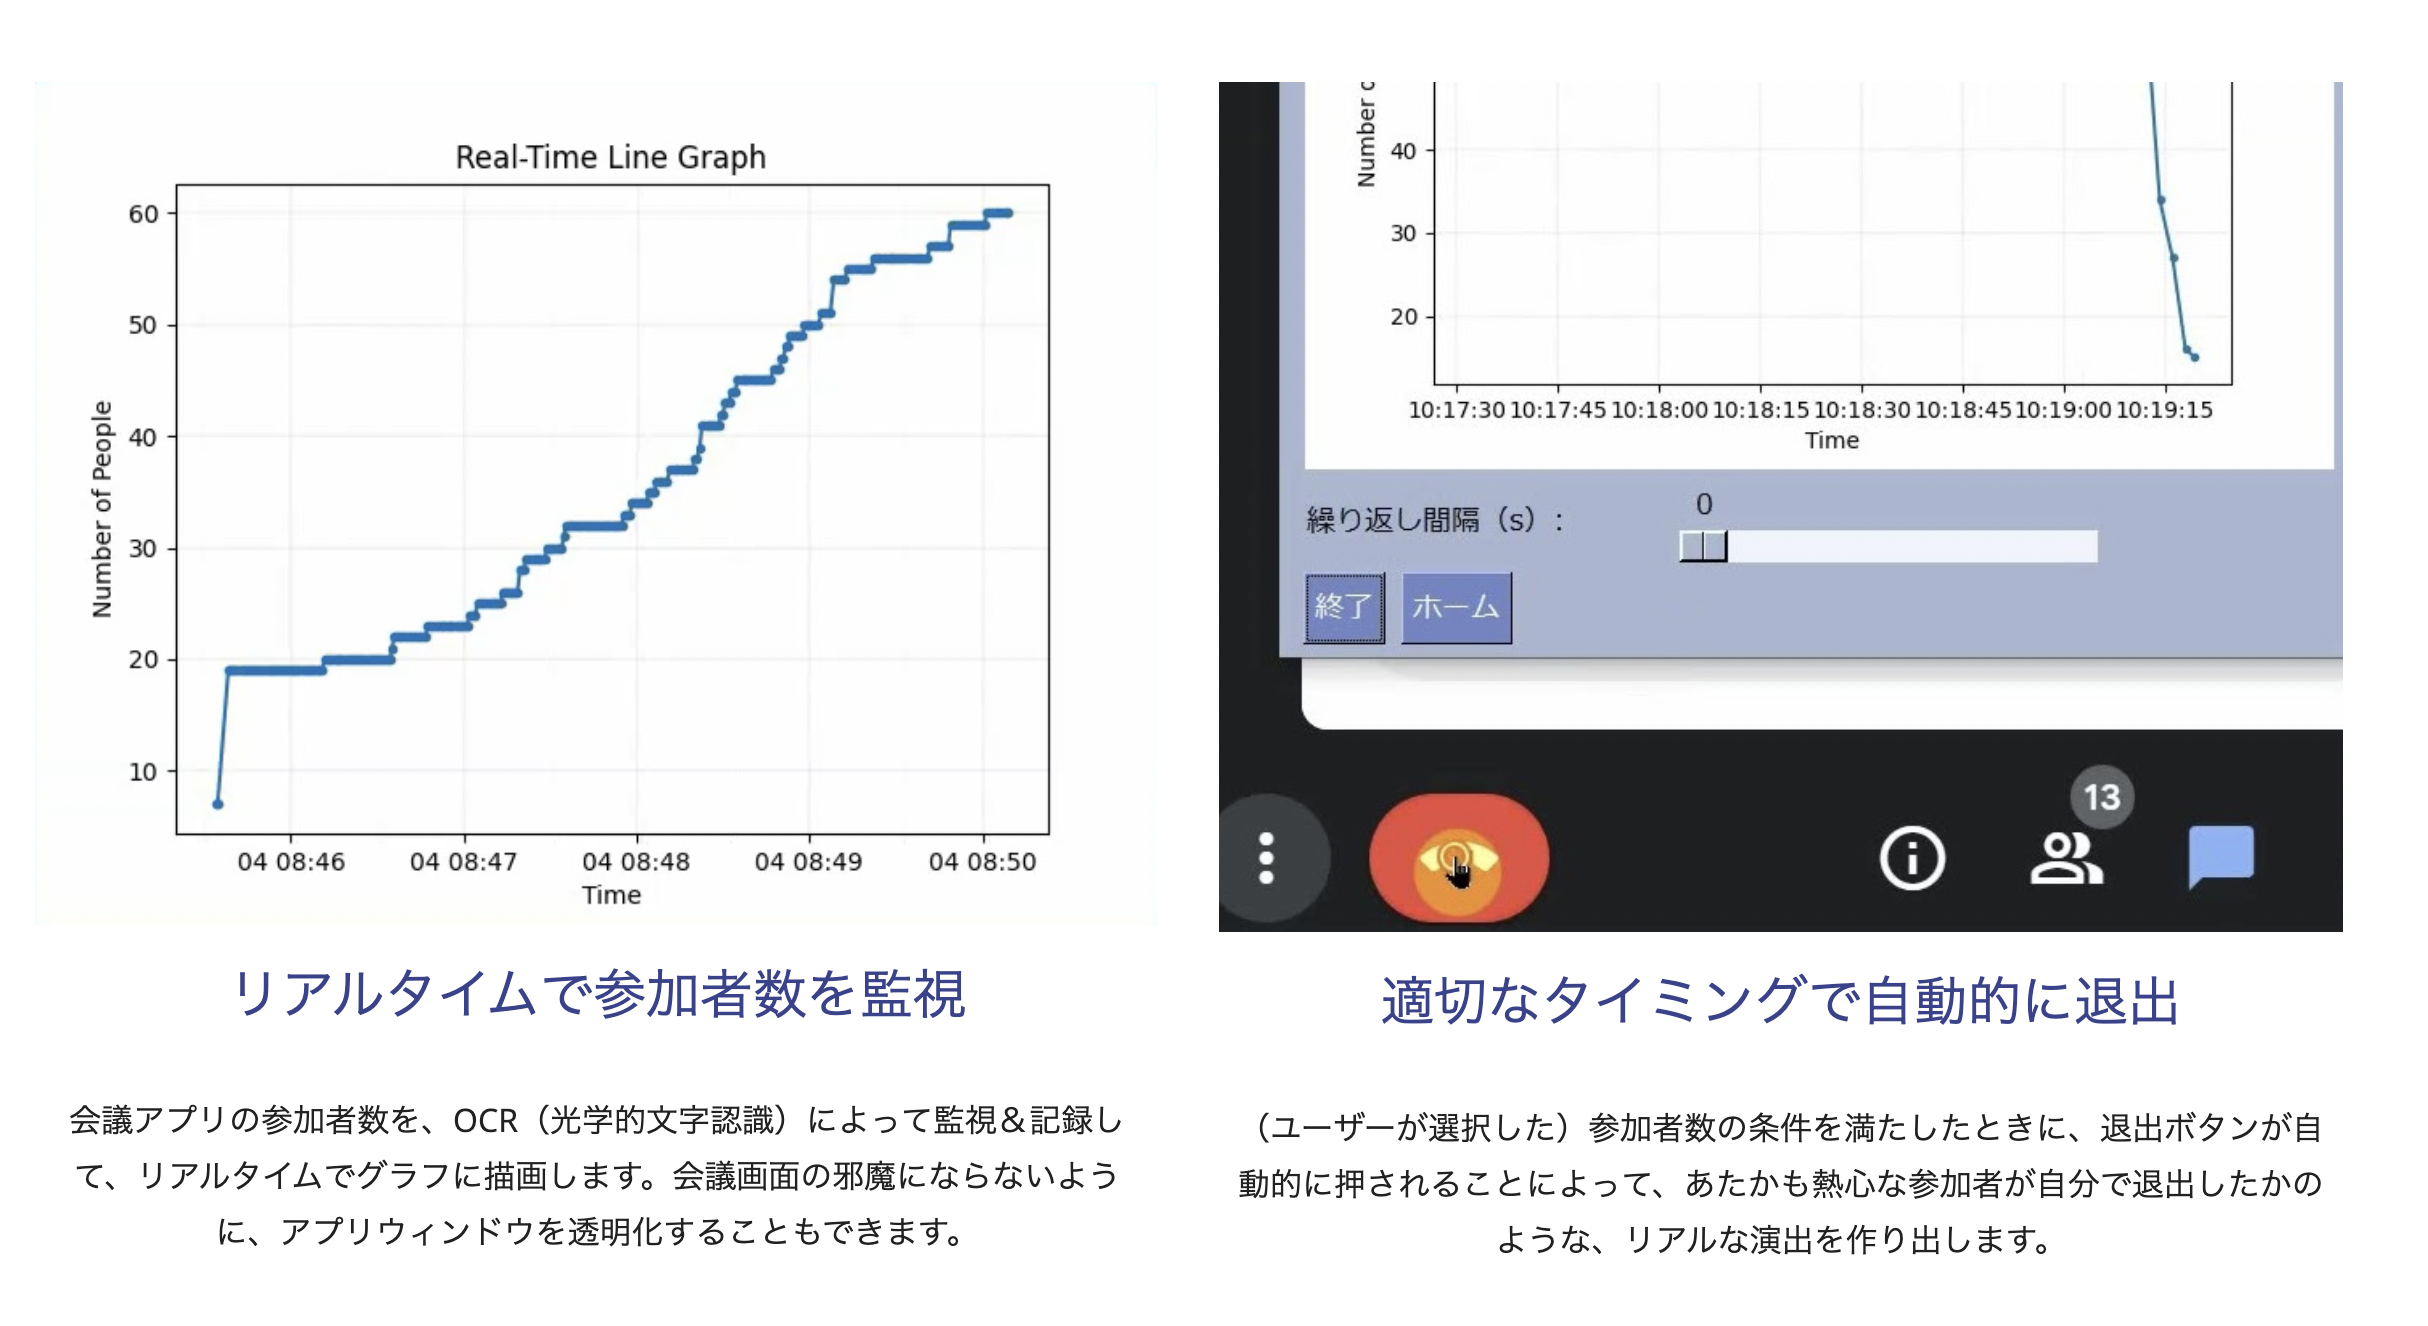 Real-Time Line Graph
60
50
40
30
20
10
Number of People
04 08:46 04 08:47 04 08:48 04 08:49 04 08:50
Time
リアルタイムで参加者数を監視
会議アプリの参加者数を、OCR（光学的文字認識）によって監視＆記録し
て、リアルタイムでグラフに描画します。会議画面の邪魔にならないよう
に、アプリウィンドウを透明化することもできます。
Number
40
30
20
10:17:30 10:17:45 10:18:00 10:18:15 10:18:30 10:18:45 10:19:00 10:19:15
Time
0
繰り返し間隔（s）:
終了 ホーム
13
適切なタイミングで自動的に退出
（ユーザーが選択した）参加者数の条件を満たしたときに、退出ボタンが自
動的に押されることによって、あたかも熱心な参加者が自分で退出したかの
ような、リアルな演出を作り出します。